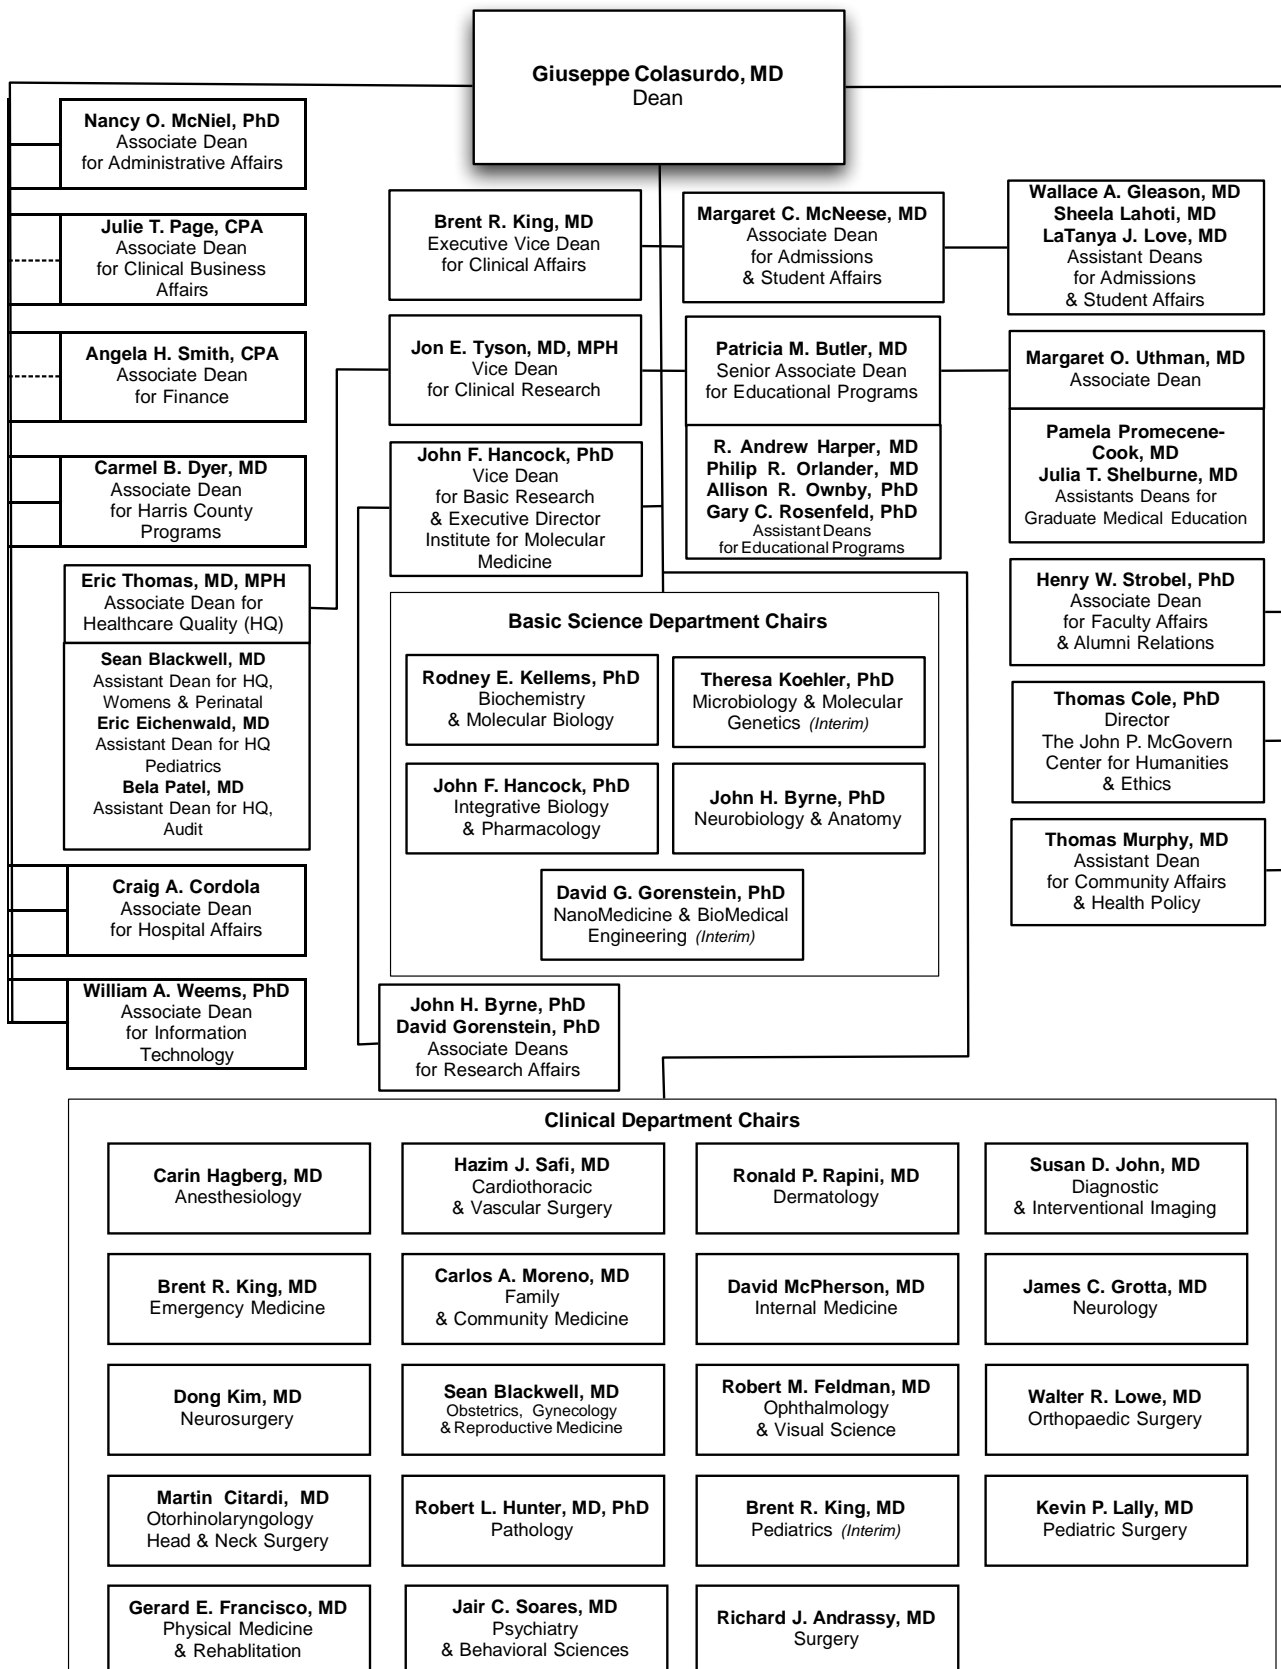 Giuseppe Colasurdo, MD
Dean
Nancy O. McNiel, PhD
Associate Dean
for Administrative Affairs
Julie T. Page, CPA
Associate Dean
for Clinical Business
Affairs
Angela H. Smith, CPA
Associate Dean
for Finance
Carmel B. Dyer, MD
Associate Dean
for Harris County
Programs
Eric Thomas, MD, MPH
Associate Dean for
Healthcare Quality (HQ)
Sean Blackwell, MD
Assistant Dean for HQ,
Womens & Perinatal
Eric Eichenwald, MD
Assistant Dean for HQ
Pediatrics
Bela Patel, MD
Assistant Dean for HQ,
Audit
Craig A. Cordola
Associate Dean
for Hospital Affairs
William A. Weems, PhD
Associate Dean
for Information
Technology
Brent R. King, MD
Executive Vice Dean
for Clinical Affairs
Jon E. Tyson, MD, MPH
Vice Dean
for Clinical Research
John F. Hancock, PhD
Vice Dean
for Basic Research
& Executive Director
Institute for Molecular
Medicine
Margaret C. McNeese, MD
Associate Dean
for Admissions
& Student Affairs
Patricia M. Butler, MD
Senior Associate Dean
for Educational Programs
R. Andrew Harper, MD
Philip R. Orlander, MD
Allison R. Ownby, PhD
Gary C. Rosenfeld, PhD
Assistant Deans
for Educational Programs
Wallace A. Gleason, MD
Sheela Lahoti, MD
LaTanya J. Love, MD
Assistant Deans
for Admissions
& Student Affairs
Margaret O. Uthman, MD
Associate Dean
Pamela Promecene-
Cook, MD
Julia T. Shelburne, MD
Assistants Deans for
Graduate Medical Education
Henry W. Strobel, PhD
Associate Dean
for Faculty Affairs
& Alumni Relations
Thomas Cole, PhD
Director
The John P. McGovern
Center for Humanities
& Ethics
Thomas Murphy, MD
Assistant Dean
for Community Affairs
& Health Policy
Basic Science Department Chairs
Rodney E. Kellems, PhD
Biochemistry
& Molecular Biology
Theresa Koehler, PhD
Microbiology & Molecular
Genetics (Interim)
John F. Hancock, PhD
Integrative Biology
& Pharmacology
John H. Byrne, PhD
Neurobiology & Anatomy
David G. Gorenstein, PhD
NanoMedicine & BioMedical
Engineering (Interim)
John H. Byrne, PhD
David Gorenstein, PhD
Associate Deans
for Research Affairs
Clinical Department Chairs
Carin Hagberg, MD
Anesthesiology
Hazim J. Safi, MD
Cardiothoracic
& Vascular Surgery
Ronald P. Rapini, MD
Dermatology
Susan D. John, MD
Diagnostic
& Interventional Imaging
Brent R. King, MD
Emergency Medicine
Carlos A. Moreno, MD
Family
& Community Medicine
David McPherson, MD
Internal Medicine
James C. Grotta, MD
Neurology
Dong Kim, MD
Neurosurgery
Sean Blackwell, MD
Obstetrics, Gynecology
& Reproductive Medicine
Robert M. Feldman, MD
Ophthalmology
& Visual Science
Walter R. Lowe, MD
Orthopaedic Surgery
Martin Citardi, MD
Otorhinolaryngology
Head & Neck Surgery
Robert L. Hunter, MD, PhD
Pathology
Brent R. King, MD
Pediatrics (Interim)
Kevin P. Lally, MD
Pediatric Surgery
Gerard E. Francisco, MD
Physical Medicine
& Rehablitation
Jair C. Soares, MD
Psychiatry
& Behavioral Sciences
Richard J. Andrassy, MD
Surgery